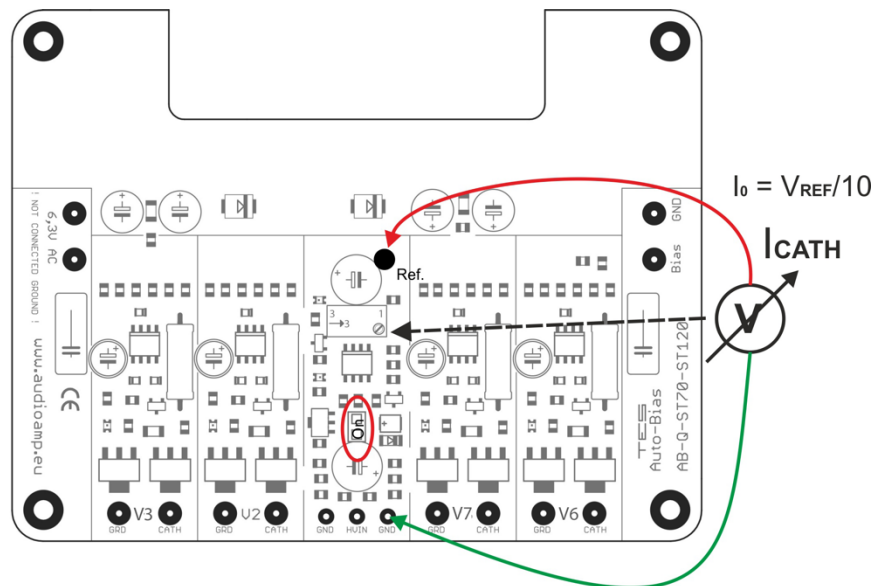 I₀ = VREF/10
ICATH
V
Ref.
3
1
→3
On
6,3V AC
! NOT CONNECTED GROUND !
www.audioamp.eu
CE
GND
Bias
TES
Auto-Bias
AB-Q-ST70-ST120
V3
GRD
CATH
V2
GRD
CATH
GND
HVIN
GND
V7
GRD
CATH
V6
GRD
CATH